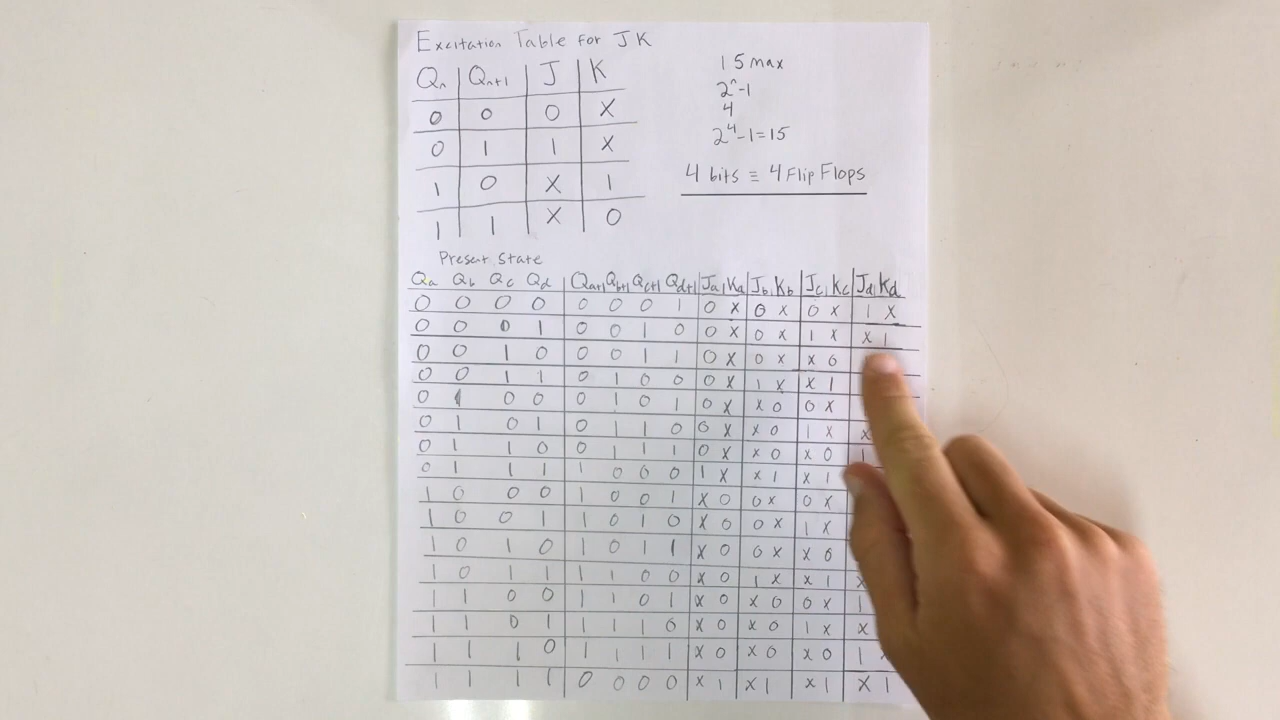 Excitation Table for JK
Qn Qn+1 J K
0 0 0 X
0 1 1 X
1 0 X 1
1 1 X 0
15 max
2^n-1
4
2^4-1=15
4 bits ≡ 4 Flip Flops
Present State
Qa Qb Qc Qd Qa+1 Qb+1 Qc+1 Qd+1 Ja Ka Jb Kb Jc Kc Jd Kd
0 0 0 0 0 0 0 1 0 X 0 X 0 X 1 X
0 0 0 1 0 0 1 0 0 X 0 X 1 X X 1
0 0 1 0 0 0 1 1 0 X 0 X X 0
0 0 1 1 0 1 0 0 0 X 1 X X 1
0 1 0 0 0 1 0 1 0 X X 0 0 X
0 1 0 1 0 1 1 0 0 X X 0 1 X X
0 1 1 0 0 1 1 1 0 X X 0 X 0 1
0 1 1 1 1 0 0 0 1 X X 1 X 1
1 0 0 0 1 0 0 1 X 0 0 X 0 X
1 0 0 1 1 0 1 0 X 0 0 X 1 X
1 0 1 0 1 0 1 1 X 0 0 X X 0
1 0 1 1 1 1 0 0 X 0 1 X X 1 X
1 1 0 0 1 1 0 1 X 0 X 0 0 X 1
1 1 0 1 1 1 1 0 X 0 X 0 1 X X
1 1 1 0 1 1 1 1 X 0 X 0 X 0 1
1 1 1 1 0 0 0 0 X 1 X 1 X 1 X 1